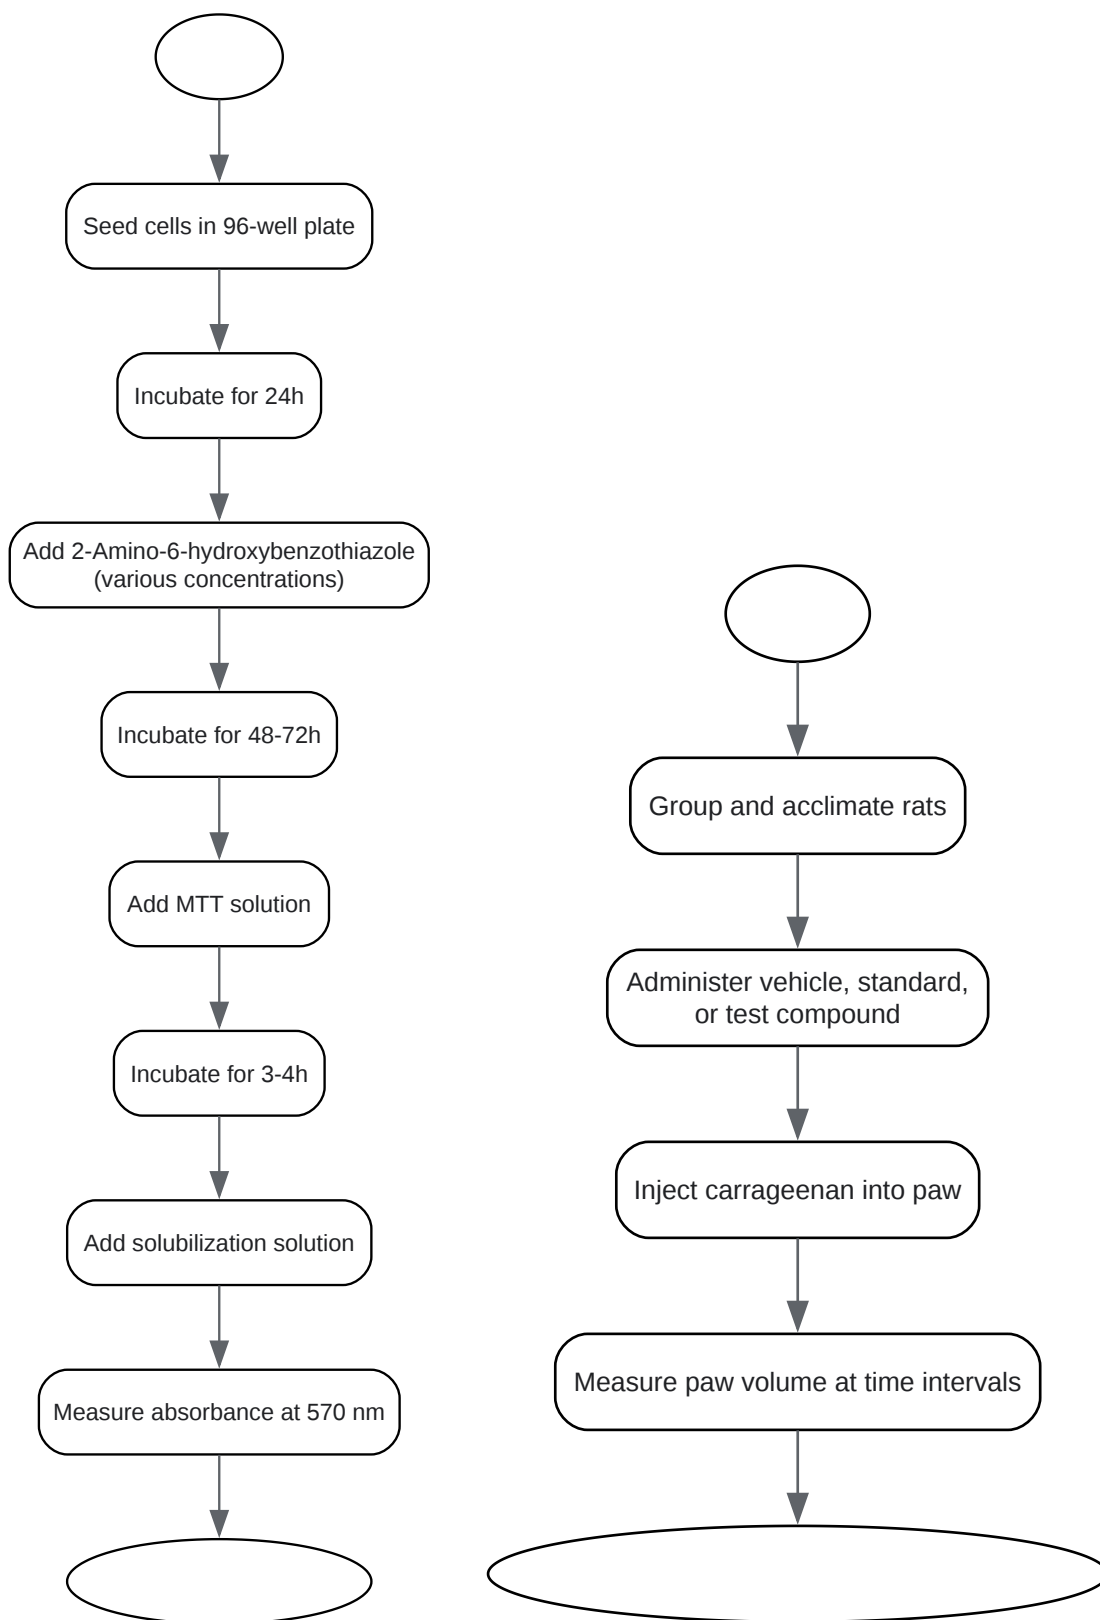 Seed cells in 96-well plate
Incubate for 24h
Add 2-Amino-6-hydroxybenzothiazole
(various concentrations)
Incubate for 48-72h
Add MTT solution
Incubate for 3-4h
Add solubilization solution
Measure absorbance at 570 nm
Group and acclimate rats
Administer vehicle, standard,
or test compound
Inject carrageenan into paw
Measure paw volume at time intervals